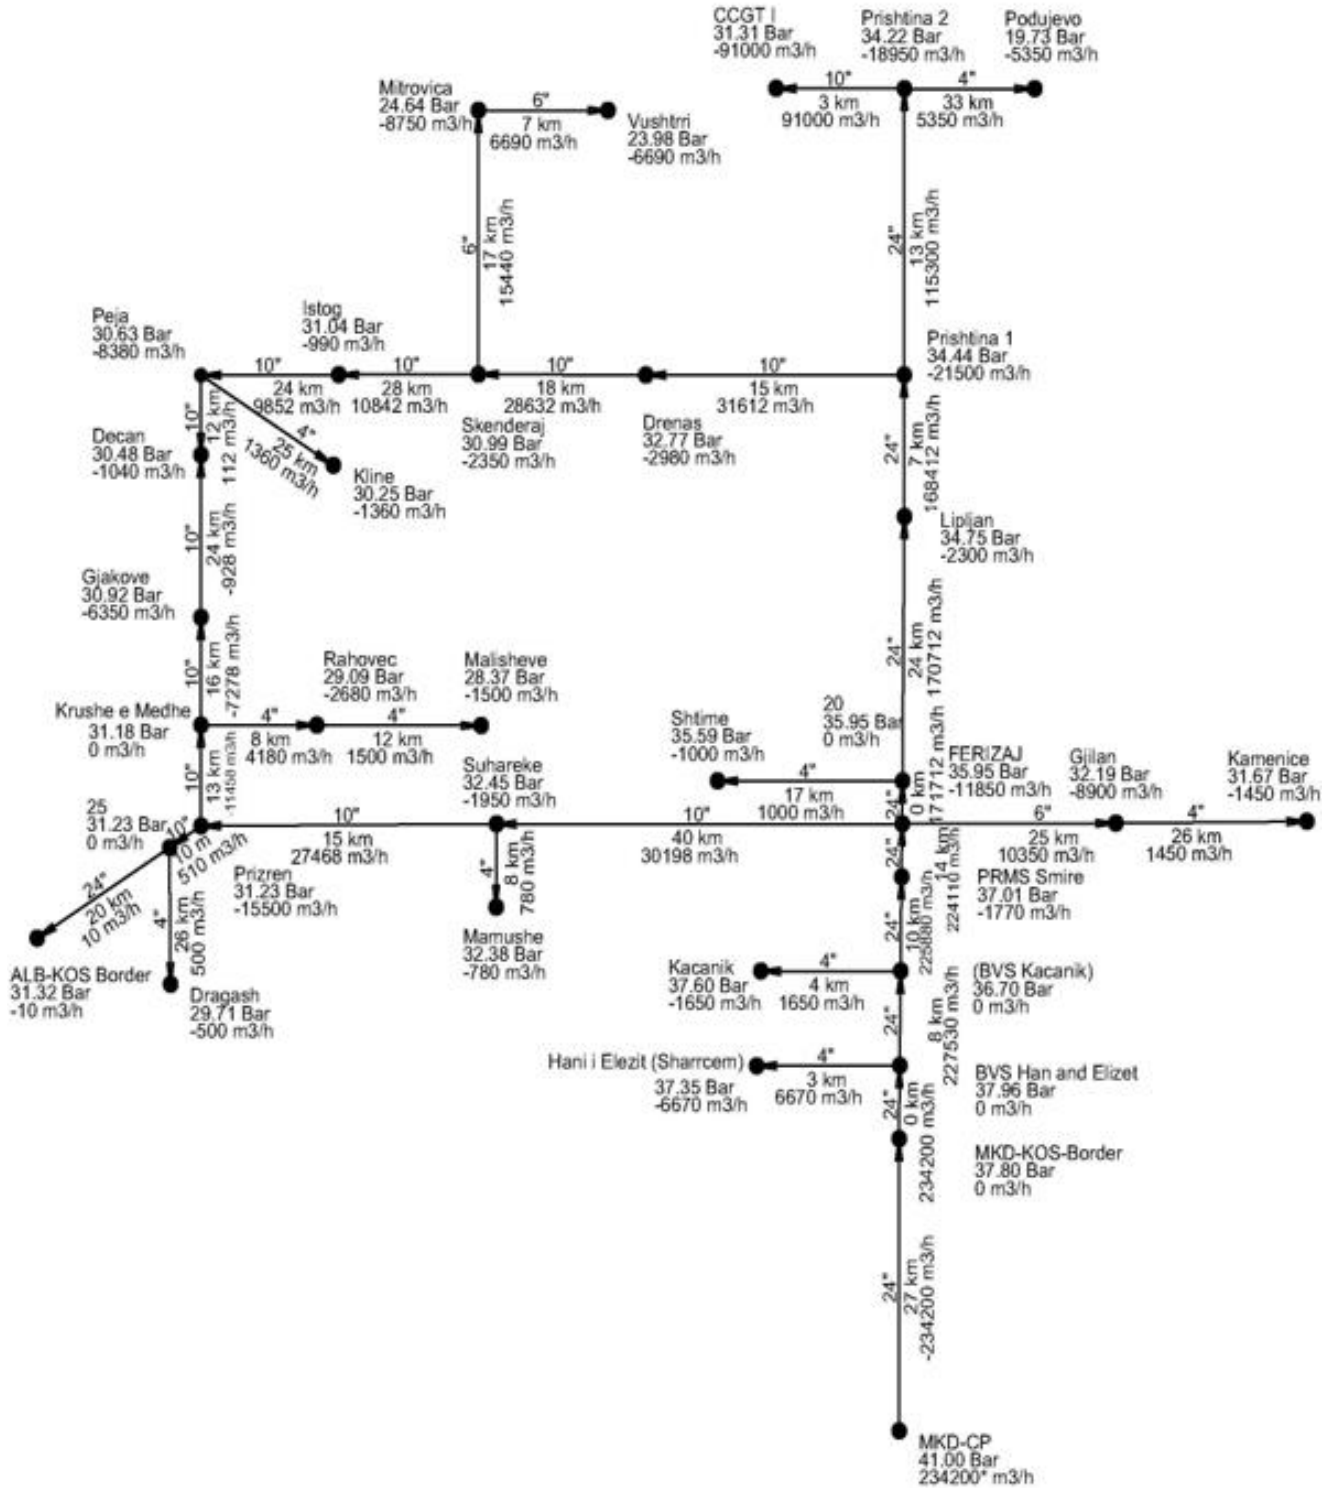 CCGT I
31.31 Bar
-91000 m3/h
Prishtina 2
34.22 Bar
-18950 m3/h
Podujevo
19.73 Bar
-5350 m3/h
10"
3 km
91000 m3/h
4"
33 km
5350 m3/h
Mitrovica
24.64 Bar
-8750 m3/h
6"
7 km
6690 m3/h
Vushtrri
23.98 Bar
-6690 m3/h
6"
17 km
15440 m3/h
24"
13 km
115300 m3/h
Peja
30.63 Bar
-8380 m3/h
Istog
31.04 Bar
-990 m3/h
10"
24 km
9852 m3/h
10"
28 km
10842 m3/h
10"
18 km
28632 m3/h
10"
15 km
31612 m3/h
Prishtina 1
34.44 Bar
-21500 m3/h
Skenderaj
30.99 Bar
-2350 m3/h
Drenas
32.77 Bar
-2980 m3/h
10"
12 km
112 m3/h
Decan
30.48 Bar
-1040 m3/h
4"
25 km
1360 m3/h
Kline
30.25 Bar
-1360 m3/h
24"
7 km
168412 m3/h
Lipljan
34.75 Bar
-2300 m3/h
10"
24 km
-928 m3/h
Gjakove
30.92 Bar
-6350 m3/h
10"
16 km
-7278 m3/h
24"
24 km
170712 m3/h
Rahovec
29.09 Bar
-2680 m3/h
Malisheve
28.37 Bar
-1500 m3/h
Krushe e Medhe
31.18 Bar
0 m3/h
4"
8 km
4180 m3/h
4"
12 km
1500 m3/h
20
35.95 Bar
0 m3/h
Shtime
35.59 Bar
-1000 m3/h
4"
17 km
1000 m3/h
24"
0 km
171712 m3/h
FERIZAJ
35.95 Bar
-11850 m3/h
Gjilan
32.19 Bar
-8900 m3/h
Kamenice
31.67 Bar
-1450 m3/h
Suhareke
32.45 Bar
-1950 m3/h
10"
13 km
-11458 m3/h
25
31.23 Bar
0 m3/h
10"
10 m
510 m3/h
10"
15 km
27468 m3/h
10"
40 km
30198 m3/h
6"
25 km
10350 m3/h
4"
26 km
1450 m3/h
24"
14 km
224110 m3/h
Prizren
31.23 Bar
-15500 m3/h
4"
8 km
780 m3/h
PRMS Smire
37.01 Bar
-1770 m3/h
24"
20 km
10 m3/h
4"
26 km
500 m3/h
24"
10 km
225880 m3/h
ALB-KOS Border
31.32 Bar
-10 m3/h
Dragash
29.71 Bar
-500 m3/h
Mamushe
32.38 Bar
-780 m3/h
Kacanik
37.60 Bar
-1650 m3/h
4"
4 km
1650 m3/h
(BVS Kacanik)
36.70 Bar
0 m3/h
24"
8 km
227530 m3/h
Hani i Elezit (Sharrcem)
37.35 Bar
-6670 m3/h
4"
3 km
6670 m3/h
BVS Han and Elizet
37.96 Bar
0 m3/h
24"
0 km
234200 m3/h
MKD-KOS-Border
37.80 Bar
0 m3/h
24"
27 km
-234200 m3/h
MKD-CP
41.00 Bar
234200* m3/h